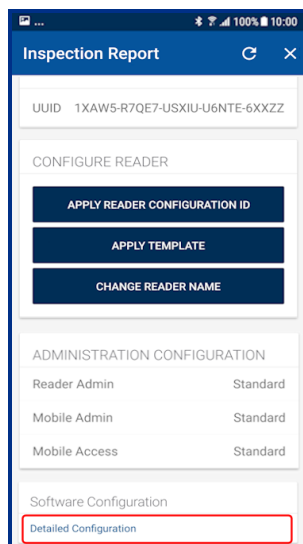 ... 100% 10:00
Inspection Report
UUID 1XAW5-R7QE7-USXIU-U6NTE-6XXZZ
CONFIGURE READER
APPLY READER CONFIGURATION ID
APPLY TEMPLATE
CHANGE READER NAME
ADMINISTRATION CONFIGURATION
Reader Admin Standard
Mobile Admin Standard
Mobile Access Standard
Software Configuration
Detailed Configuration